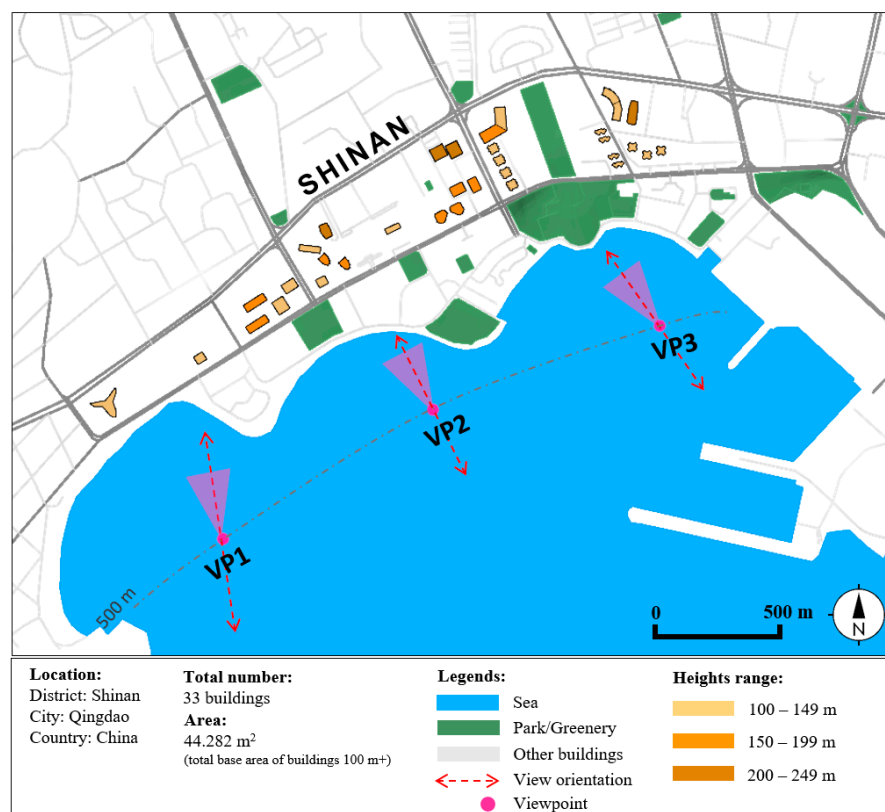 SHINAN
VP3
VP2
VP1
500 m
0 500 m
N
Location:
District: Shinan
City: Qingdao
Country: China
Total number:
33 buildings
Area:
44.282 m²
(total base area of buildings 100 m+)
Legends:
Sea
Park/Greenery
Other buildings
View orientation
Viewpoint
Heights range:
100 – 149 m
150 – 199 m
200 – 249 m